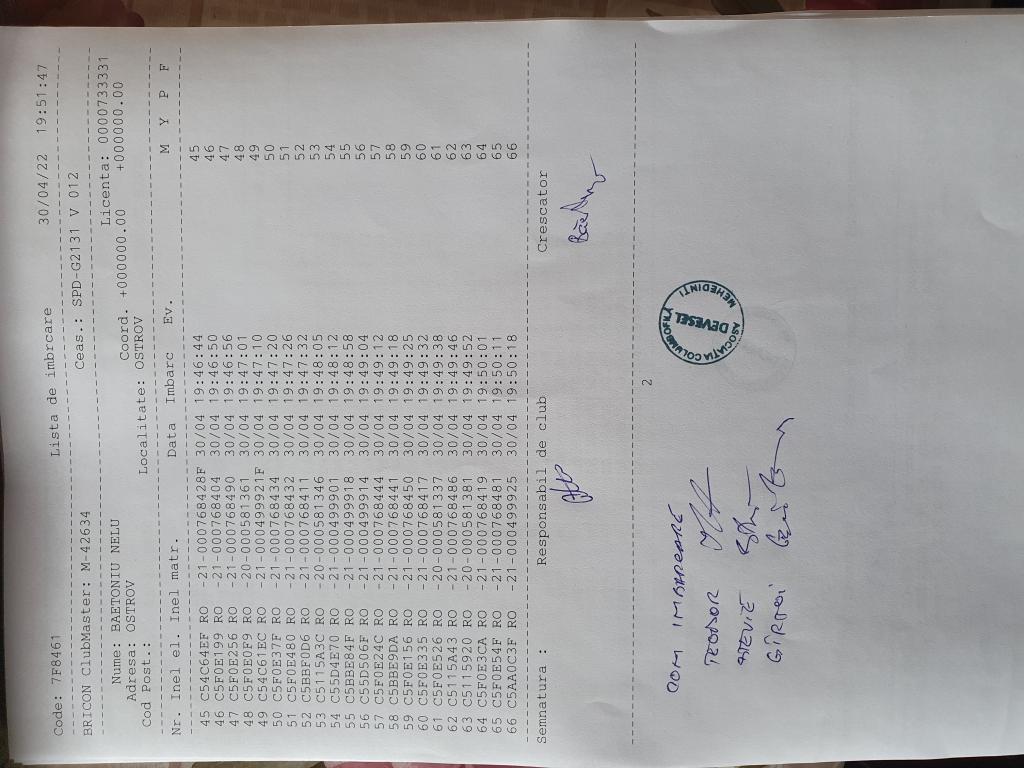 Code: 7F8461 Lista de imbrcare 30/04/22 19:51:47
BRICON ClubMaster: M-42634 Ceas.: SPD-G2131 V 012
Nume: BAETONIU NELU Licenta: 0000733331
Adresa: OSTROV Coord. +000000.00 +000000.00
Cod Post.: Localitate: OSTROV
Nr. Inel el. Inel matr. Data Imbarc Ev. M Y P F
45 C54C64EF RO -21-000768428F 30/04 19:46:44 45
46 C5F0E199 RO -21-000768404 30/04 19:46:50 46
47 C5F0E256 RO -21-000768490 30/04 19:46:56 47
48 C5F0E0F9 RO -20-000581361 30/04 19:47:01 48
49 C54C61EC RO -21-000499921F 30/04 19:47:10 49
50 C5F0E37F RO -21-000768434 30/04 19:47:20 50
51 C5F0E480 RO -21-000768432 30/04 19:47:26 51
52 C5BBF0D6 RO -21-000768411 30/04 19:47:32 52
53 C5115A3C RO -20-000581346 30/04 19:48:05 53
54 C55D4E70 RO -21-000499901 30/04 19:48:12 54
55 C5BBE84F RO -21-000499918 30/04 19:48:58 55
56 C55D506F RO -21-000499914 30/04 19:49:04 56
57 C5F0E24C RO -21-000768444 30/04 19:49:12 57
58 C5BBE9DA RO -21-000768441 30/04 19:49:18 58
59 C5F0E156 RO -21-000768450 30/04 19:49:25 59
60 C5F0E335 RO -21-000768417 30/04 19:49:32 60
61 C5F0E526 RO -20-000581337 30/04 19:49:38 61
62 C5115A43 RO -21-000768486 30/04 19:49:46 62
63 C5115920 RO -20-000581381 30/04 19:49:52 63
64 C5F0E3CA RO -21-000768419 30/04 19:50:01 64
65 C5F0E54F RO -21-000768481 30/04 19:50:11 65
66 C5AA0C3F RO -21-000499925 30/04 19:50:18 66
Semnatura : Responsabil de club Crescator
2
COM IMBARCARE
TEODOR
GÎRBOI
ASOCIATIA COLUMBOFILA
DEVESEL
MEHEDINTI